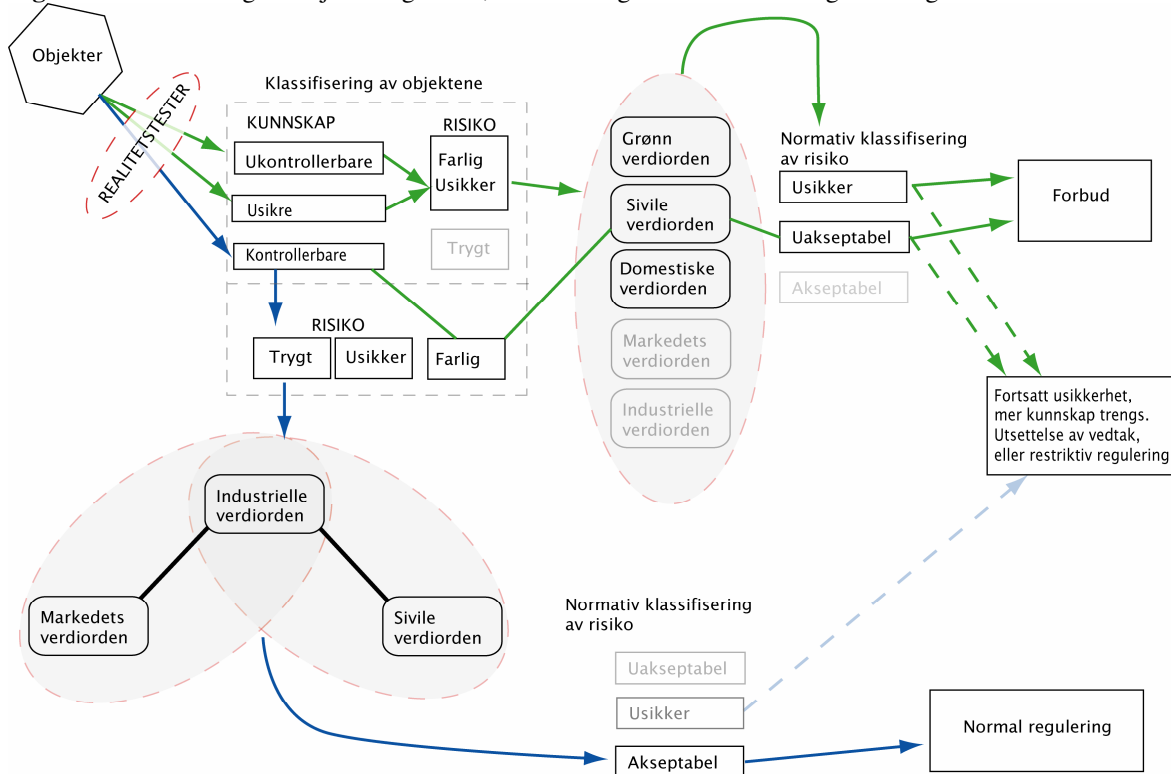 Objekter
REALITETSTESTER
Klassifisering av objektene
KUNNSKAP
RISIKO
Ukontrollerbare
Farlig
Usikker
Usikre
Kontrollerbare
Trygt
RISIKO
Trygt
Usikker
Farlig
Grønn
verdiorden
Sivile
verdiorden
Domestiske
verdiorden
Markedets
verdiorden
Industrielle
verdiorden
Normativ klassifisering
av risiko
Usikker
Uakseptabel
Akseptabel
Forbud
Fortsatt usikkerhet,
mer kunnskap trengs.
Utsettelse av vedtak,
eller restriktiv regulering
Industrielle
verdiorden
Markedets
verdiorden
Sivile
verdiorden
Normativ klassifisering
av risiko
Uakseptabel
Usikker
Akseptabel
Normal regulering